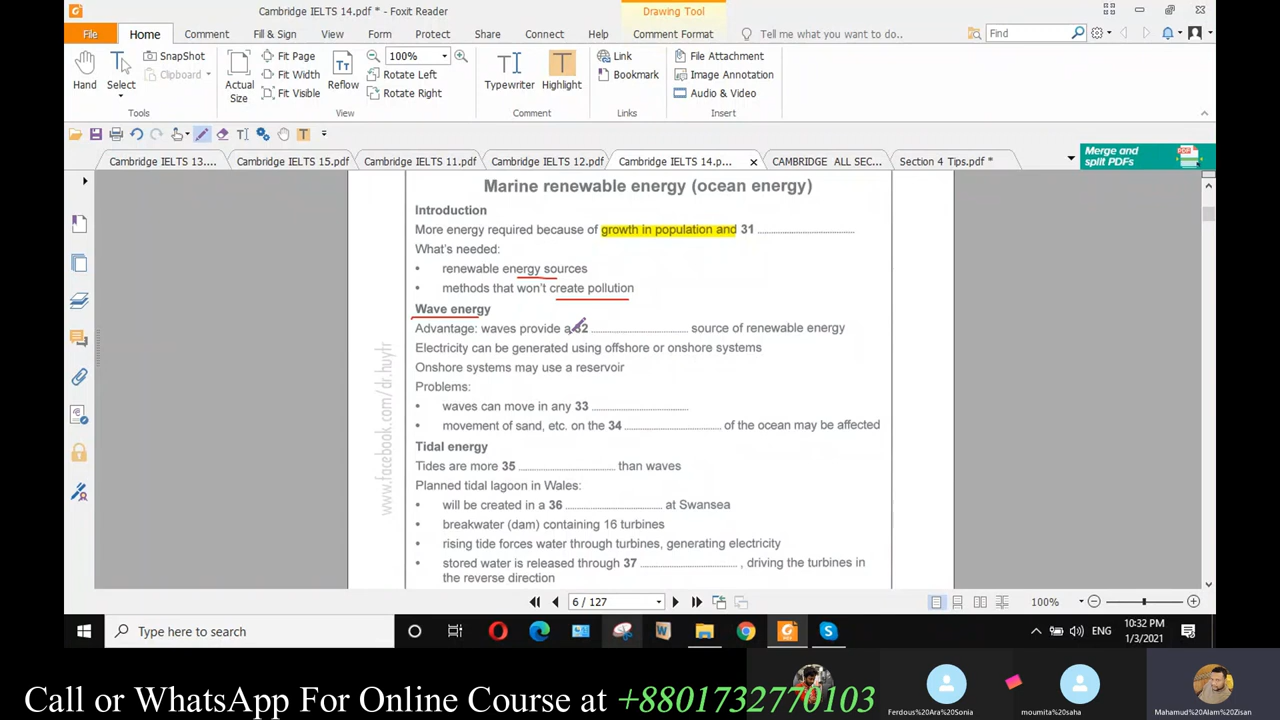 Cambridge IELTS 14.pdf * - Foxit Reader
Drawing Tool
File Home Comment Fill & Sign View Form Protect Share Connect Help Comment Format Tell me what you want to do.. Find
Hand
Select
SnapShot
Clipboard
Tools
Actual Size
Fit Page
Fit Width
Fit Visible
Reflow
100%
Rotate Left
Rotate Right
View
Typewriter
Highlight
Comment
Link
Bookmark
Links
File Attachment
Image Annotation
Audio & Video
Insert
Cambridge IELTS 13.... Cambridge IELTS 15.pdf Cambridge IELTS 11.pdf Cambridge IELTS 12.pdf Cambridge IELTS 14.p... CAMBRIDGE ALL SEC... Section 4 Tips.pdf *
Merge and
split PDFs
Marine renewable energy (ocean energy)
Introduction
More energy required because of growth in population and 31 ................
What's needed:
• renewable energy sources
• methods that won't create pollution
Wave energy
Advantage: waves provide a 32 ................ source of renewable energy
Electricity can be generated using offshore or onshore systems
Onshore systems may use a reservoir
Problems:
• waves can move in any 33 ................
• movement of sand, etc. on the 34 ................ of the ocean may be affected
Tidal energy
Tides are more 35 ................ than waves
Planned tidal lagoon in Wales:
• will be created in a 36 ................ at Swansea
• breakwater (dam) containing 16 turbines
• rising tide forces water through turbines, generating electricity
• stored water is released through 37 ................ , driving the turbines in
the reverse direction
www.facebook.com/dr.huytr
6 / 127
100%
Type here to search
ENG
10:32 PM
1/3/2021
Call or WhatsApp For Online Course at +8801732770103
Ferdous%20Ara%20Sonia
moumita%20saha
Mahamud%20Alam%20Zisan